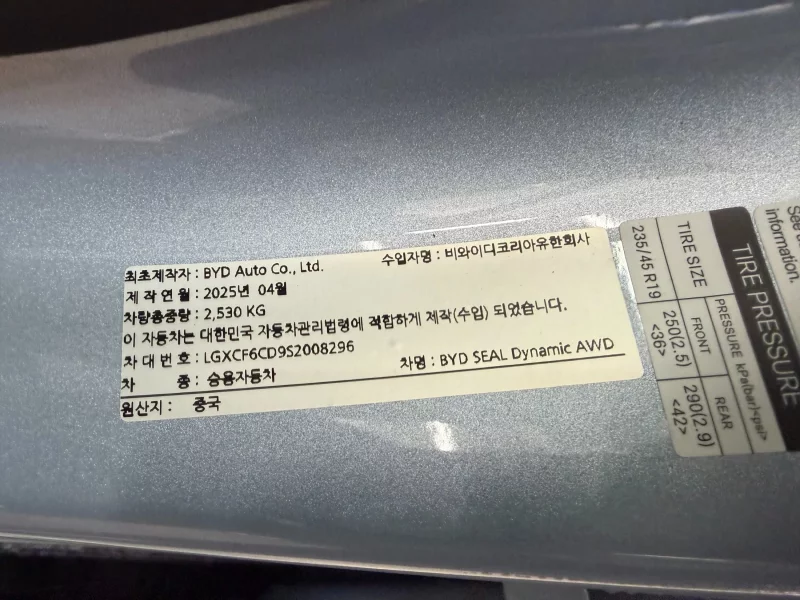 최초제작자 : BYD Auto Co., Ltd. 수입자명 : 비와이디코리아유한회사
제 작 연 월 : 2025년 04월
차량총중량 : 2,530 KG
이 자동차는 대한민국 자동차관리법령에 적합하게 제작(수입) 되었습니다.
차 대 번 호 : LGXCF6CD9S2008296
차 종 : 승용자동차 차명 : BYD SEAL Dynamic AWD
원산지 : 중국
TIRE PRESSURE
TIRE SIZE
PRESSURE kPa(bar)<psi>
FRONT
REAR
235/45 R19
250(2.5)
<36>
290(2.9)
<42>
See
information.